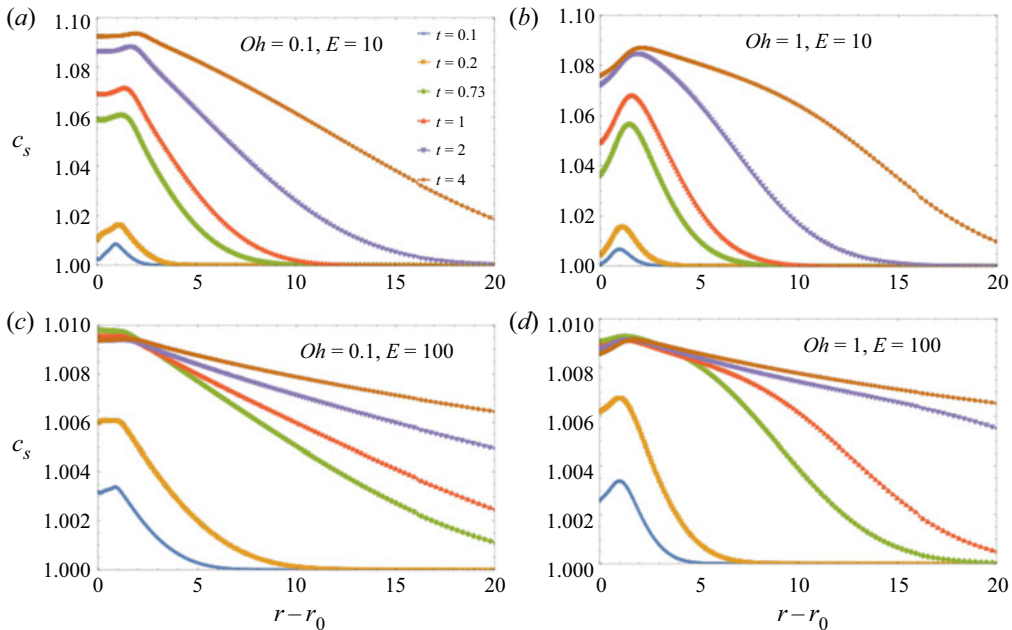 (a)
1.10
1.08
1.06
1.04
1.02
1.00
c_s
Oh = 0.1, E = 10
t = 0.1
t = 0.2
t = 0.73
t = 1
t = 2
t = 4
0 5 10 15 20
(b)
1.10
1.08
1.06
1.04
1.02
1.00
Oh = 1, E = 10
0 5 10 15 20
(c)
1.010
1.008
1.006
1.004
1.002
1.000
c_s
Oh = 0.1, E = 100
0 5 10 15 20
r – r_0
(d)
1.010
1.008
1.006
1.004
1.002
1.000
Oh = 1, E = 100
0 5 10 15 20
r – r_0